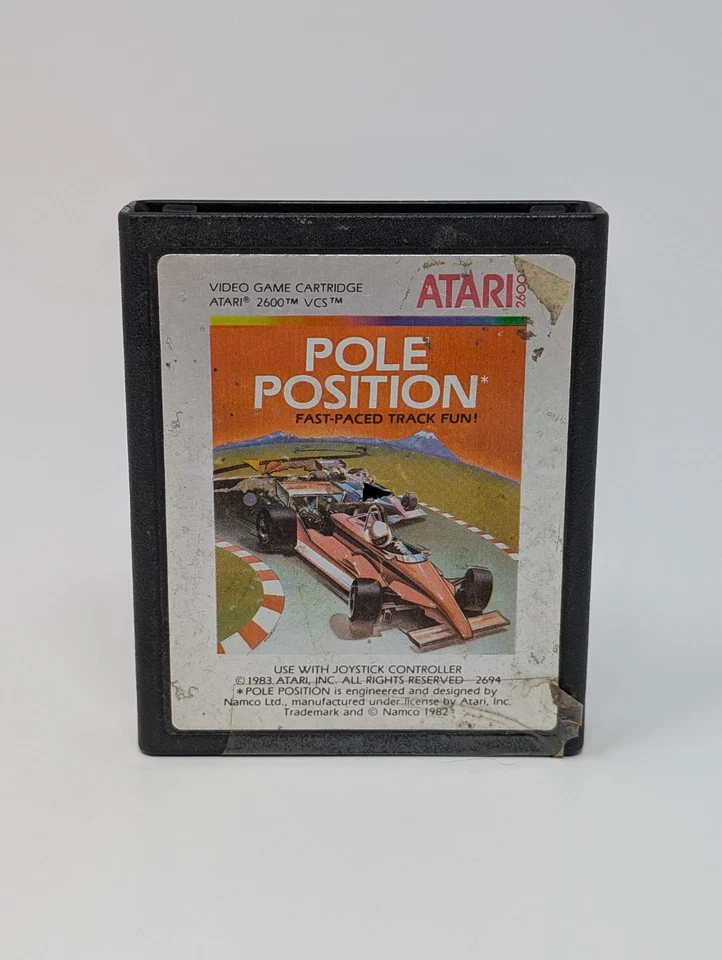 VIDEO GAME CARTRIDGE
ATARI® 2600™ VCS™
ATARI
2600
POLE
POSITION*
FAST-PACED TRACK FUN!
USE WITH JOYSTICK CONTROLLER
© 1983 ATARI, INC. ALL RIGHTS RESERVED 2694
*POLE POSITION is engineered and designed by
Namco Ltd., manufactured under license by Atari, Inc.
Trademark and © Namco 1982